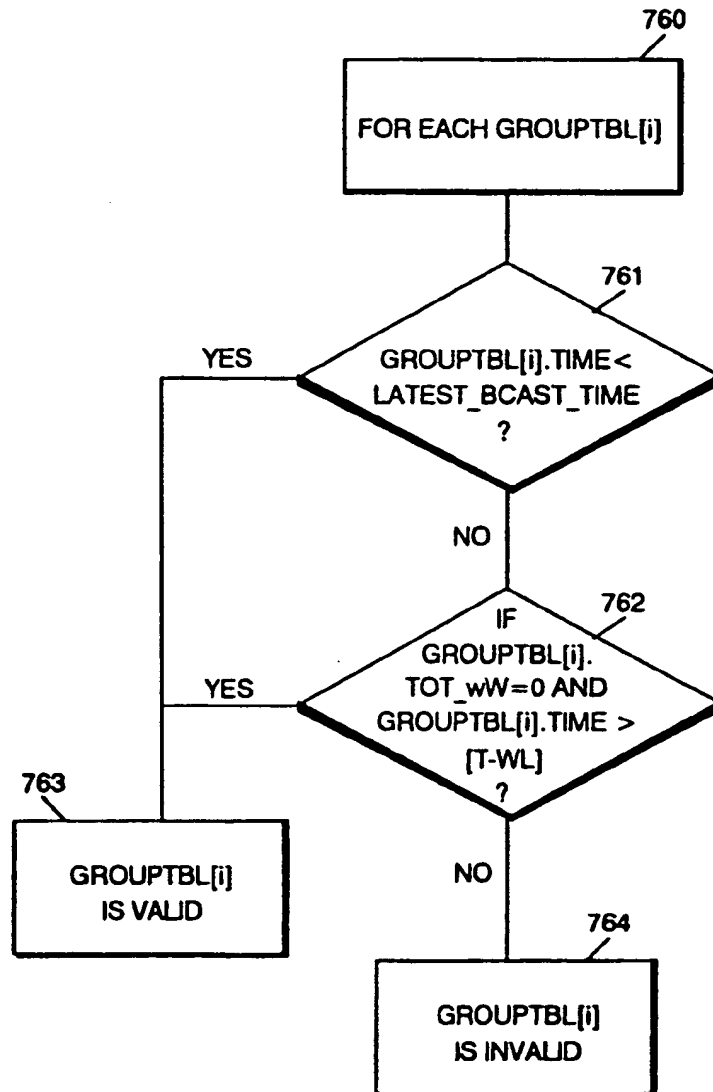 760
FOR EACH GROUPTBL[i]
761
YES
GROUPTBL[i].TIME<
LATEST_BCAST_TIME
?
NO
762
IF
GROUPTBL[i].
TOT_wW=0 AND
GROUPTBL[i].TIME >
[T-WL]
?
YES
763
GROUPTBL[i]
IS VALID
NO
764
GROUPTBL[i]
IS INVALID